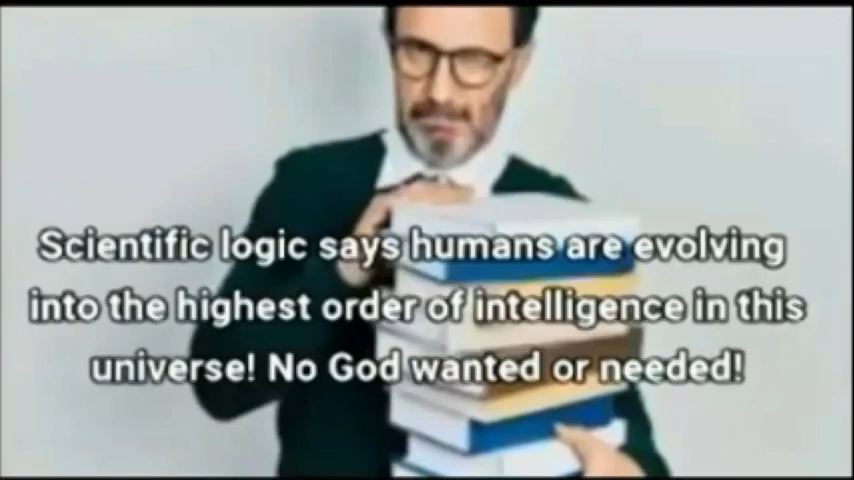 Scientific logic says humans are evolving
into the highest order of intelligence in this
universe! No God wanted or needed!